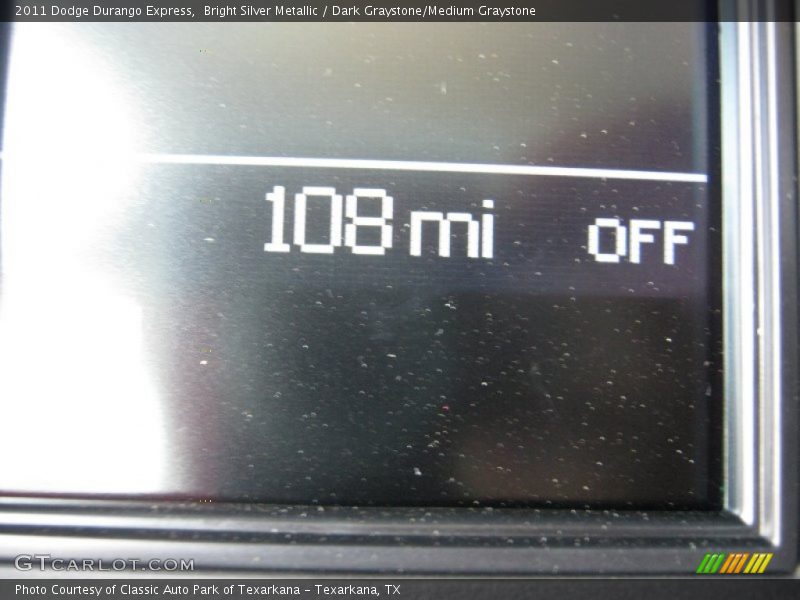 2011 Dodge Durango Express,  Bright Silver Metallic / Dark Graystone/Medium Graystone
108 mi OFF
GTCARLOT.COM
Photo Courtesy of Classic Auto Park of Texarkana - Texarkana, TX